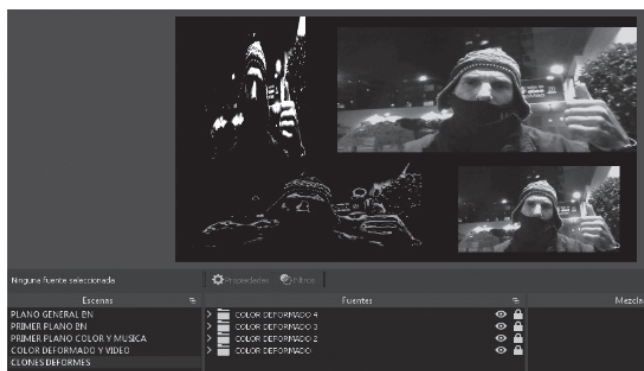 Ninguna fuente seleccionada
Propiedades
Filtros
Escenas
PLANO GENERAL BN
PRIMER PLANO BN
PRIMER PLANO COLOR Y MUSICA
COLOR DEFORMADO Y VIDEO
CLONES DEFORMES
Fuentes
COLOR DEFORMADO 4
COLOR DEFORMADO 3
COLOR DEFORMADO 2
COLOR DEFORMADO
Mezcla